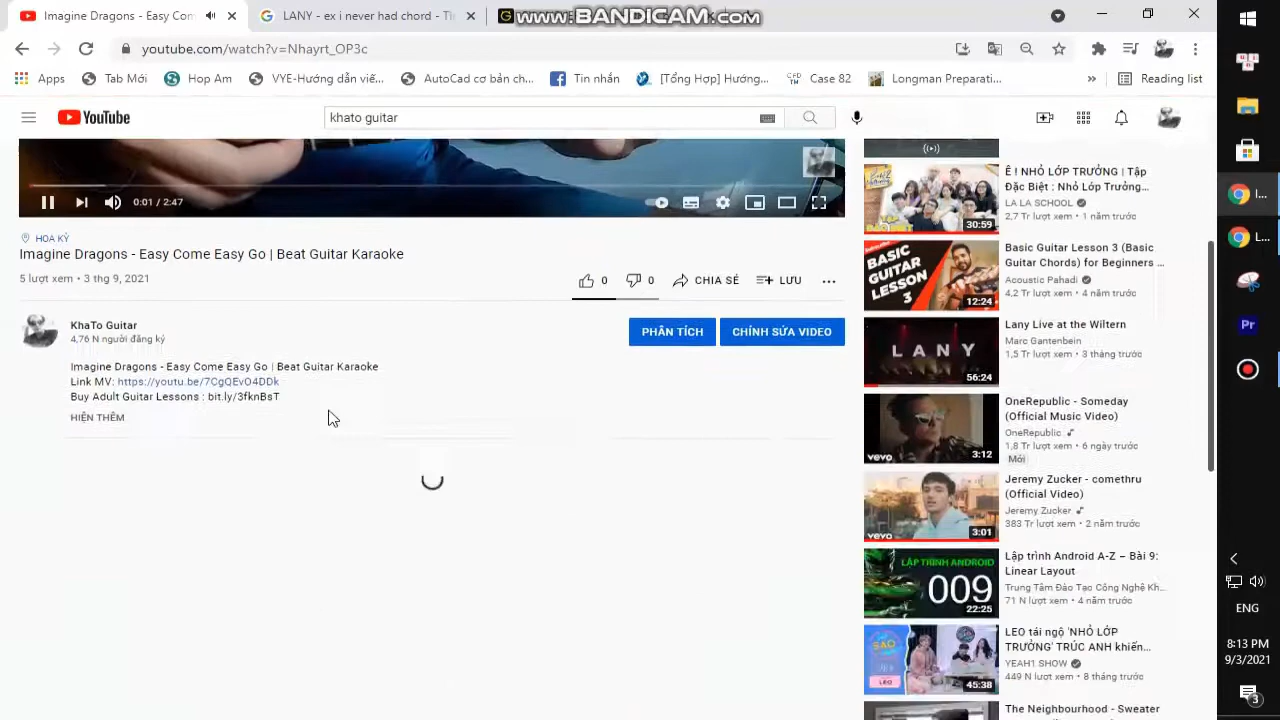 Imagine Dragons - Easy Com
LANY - ex i never had chord - Th
www.BANDICAM.com
youtube.com/watch?v=Nhayrt_OP3c
Apps
Tab Mới
Hop Am
VYE-Hướng dẫn viế...
AutoCad cơ bản ch...
Tin nhắn
[Tổng Hợp] Hướng...
Case 82
Longman Preparati...
»
Reading list
YouTube
khato guitar
0:01 / 2:47
HOA KỲ
Imagine Dragons - Easy Come Easy Go | Beat Guitar Karaoke
5 lượt xem • 3 thg 9, 2021
0
0
CHIA SẺ
LƯU
KhaTo Guitar
4,76 N người đăng ký
PHÂN TÍCH
CHỈNH SỬA VIDEO
Imagine Dragons - Easy Come Easy Go | Beat Guitar Karaoke
Link MV: https://youtu.be/7CgQEvO4DDk
Buy Adult Guitar Lessons : bit.ly/3fknBsT
HIỆN THÊM
30:59
Ê ! NHỎ LỚP TRƯỞNG | Tập
Đặc Biệt : Nhỏ Lớp Trưởng...
LA LA SCHOOL
2,7 Tr lượt xem • 1 năm trước
BASIC
GUITAR
LESSON
3
12:24
Basic Guitar Lesson 3 (Basic
Guitar Chords) for Beginners ...
Acoustic Pahadi
4,2 Tr lượt xem • 4 năm trước
LANY
56:24
Lany Live at the Wiltern
Marc Gantenbein
1,5 Tr lượt xem • 3 tháng trước
vevo
3:12
OneRepublic - Someday
(Official Music Video)
OneRepublic
1,8 Tr lượt xem • 6 ngày trước
Mới
vevo
3:01
Jeremy Zucker - comethru
(Official Video)
Jeremy Zucker
383 Tr lượt xem • 2 năm trước
LẬP TRÌNH ANDROID
009
22:25
Lập trình Android A-Z – Bài 9:
Linear Layout
Trung Tâm Đào Tạo Công Nghệ Kh...
71 N lượt xem • 4 năm trước
SAO
LEO
45:38
LEO tái ngộ 'NHỎ LỚP
TRƯỞNG' TRÚC ANH khiến...
YEAH1 SHOW
449 N lượt xem • 8 tháng trước
The Neighbourhood - Sweater
I...
L...
Pr
ENG
8:13 PM
9/3/2021
3